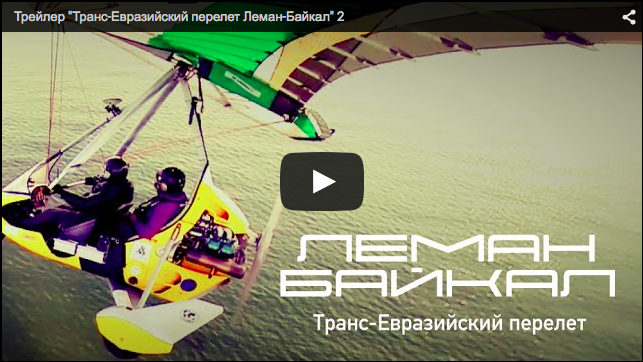 Трейлер "Транс-Евразийский перелет Леман-Байкал" 2
ЛЕМАН
БАЙКАЛ
Транс-Евразийский перелет